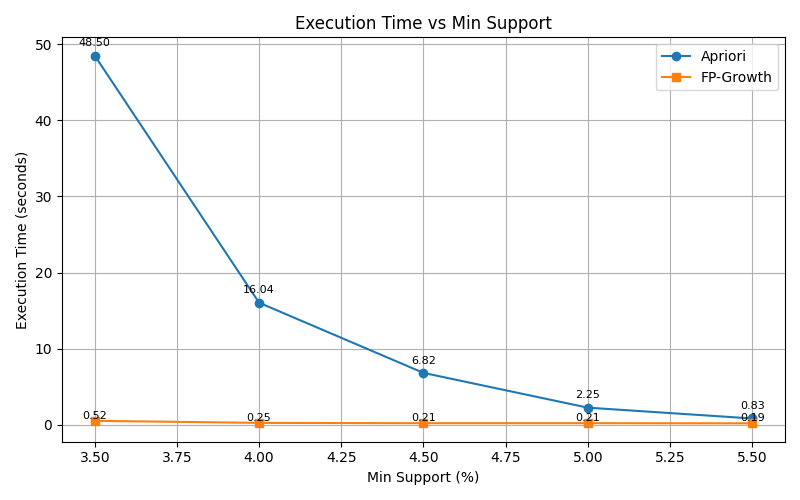 Execution Time vs Min Support
Execution Time (seconds)
50
40
30
20
10
0
48.50
16.04
6.82
2.25
0.83
0.52
0.25
0.21
0.21
0.19
Apriori
FP-Growth
3.50 3.75 4.00 4.25 4.50 4.75 5.00 5.25 5.50
Min Support (%)